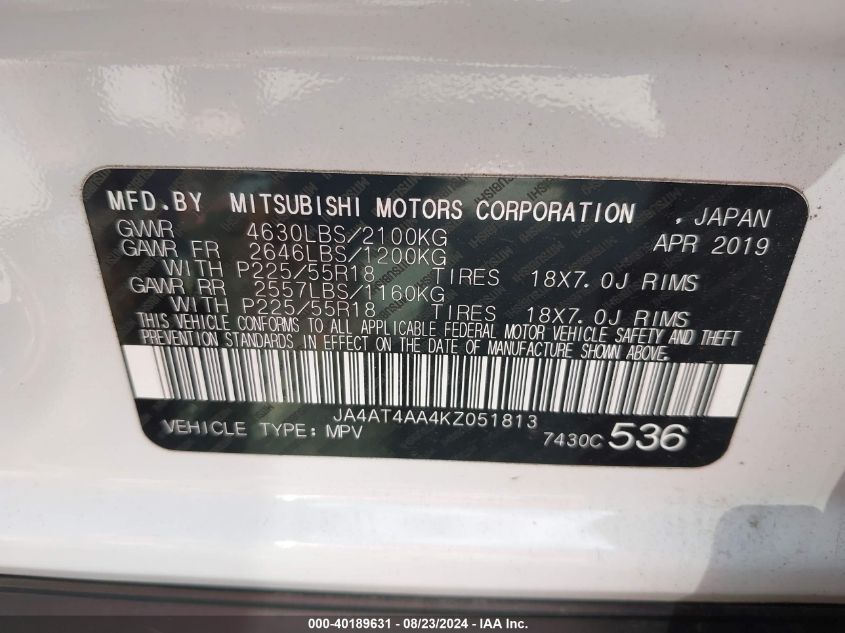 MFD.BY MITSUBISHI MOTORS CORPORATION , JAPAN
GVWR 4630LBS/2100KG APR 2019
GAWR FR 2646LBS/1200KG
WITH P225/55R18 TIRES 18X7.0J RIMS
GAWR RR 2557LBS/1160KG
WITH P225/55R18 TIRES 18X7.0J RIMS
THIS VEHICLE CONFORMS TO ALL APPLICABLE FEDERAL MOTOR VEHICLE SAFETY AND THEFT
PREVENTION STANDARDS IN EFFECT ON THE DATE OF MANUFACTURE SHOWN ABOVE.
JA4AT4AA4KZ051813
VEHICLE TYPE: MPV 7430C 536
000-40189631 - 08/23/2024 - IAA Inc.